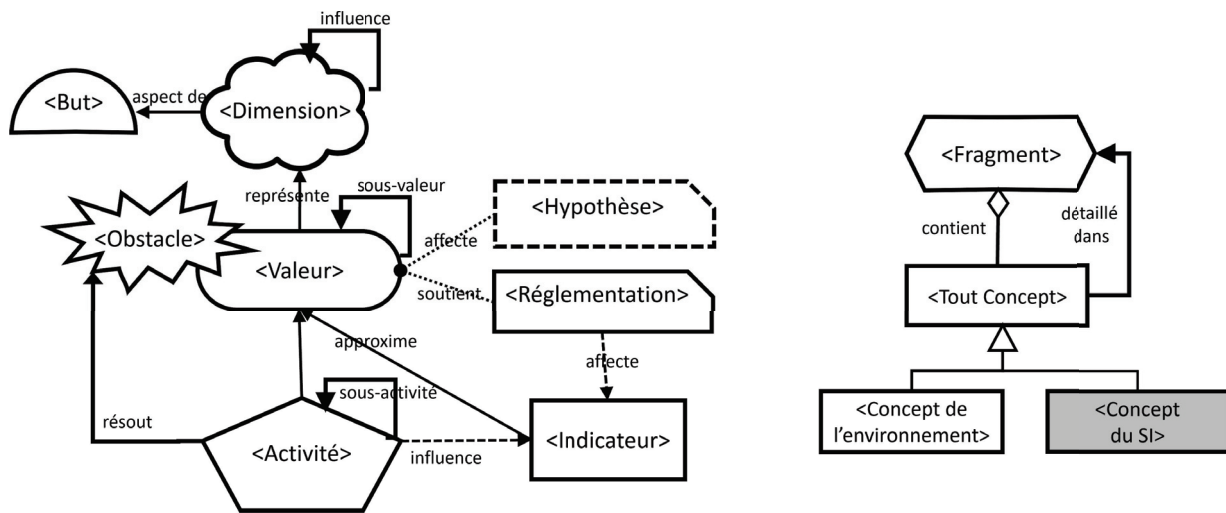 influence
<But>
aspect de
<Dimension>
représente
sous-valeur
<Hypothèse>
<Obstacle>
<Valeur>
affecte
soutient
<Réglementation>
approxime
affecte
sous-activité
résout
<Activité>
influence
<Indicateur>
<Fragment>
contient
détaillé
dans
<Tout Concept>
<Concept de
l'environnement>
<Concept
du SI>